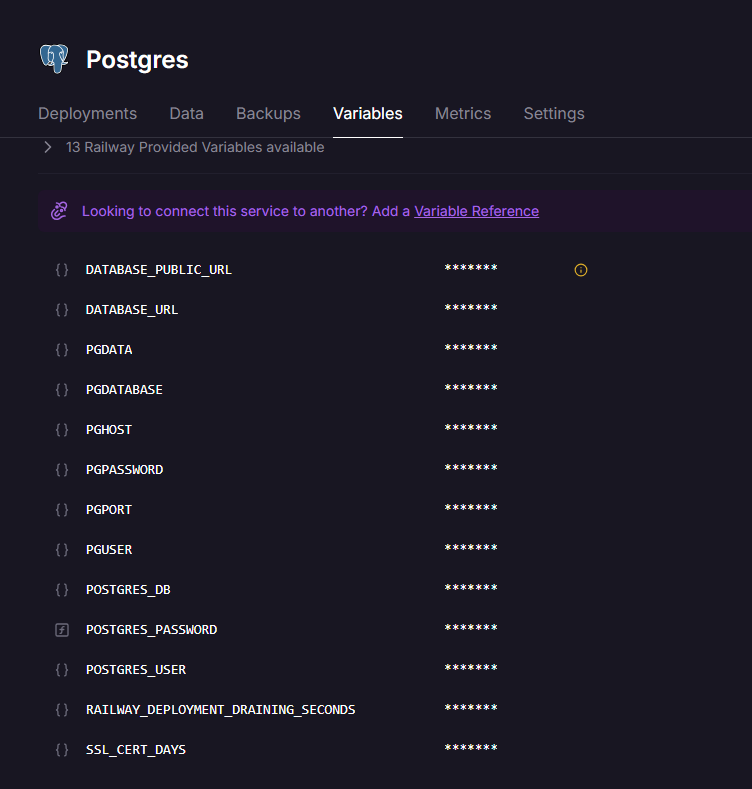 Postgres
Deployments Data Backups Variables Metrics Settings
13 Railway Provided Variables available
Looking to connect this service to another? Add a Variable Reference
{} DATABASE_PUBLIC_URL *******
{} DATABASE_URL *******
{} PGDATA *******
{} PGDATABASE *******
{} PGHOST *******
{} PGPASSWORD *******
{} PGPORT *******
{} PGUSER *******
{} POSTGRES_DB *******
POSTGRES_PASSWORD *******
{} POSTGRES_USER *******
{} RAILWAY_DEPLOYMENT_DRAINING_SECONDS *******
{} SSL_CERT_DAYS *******